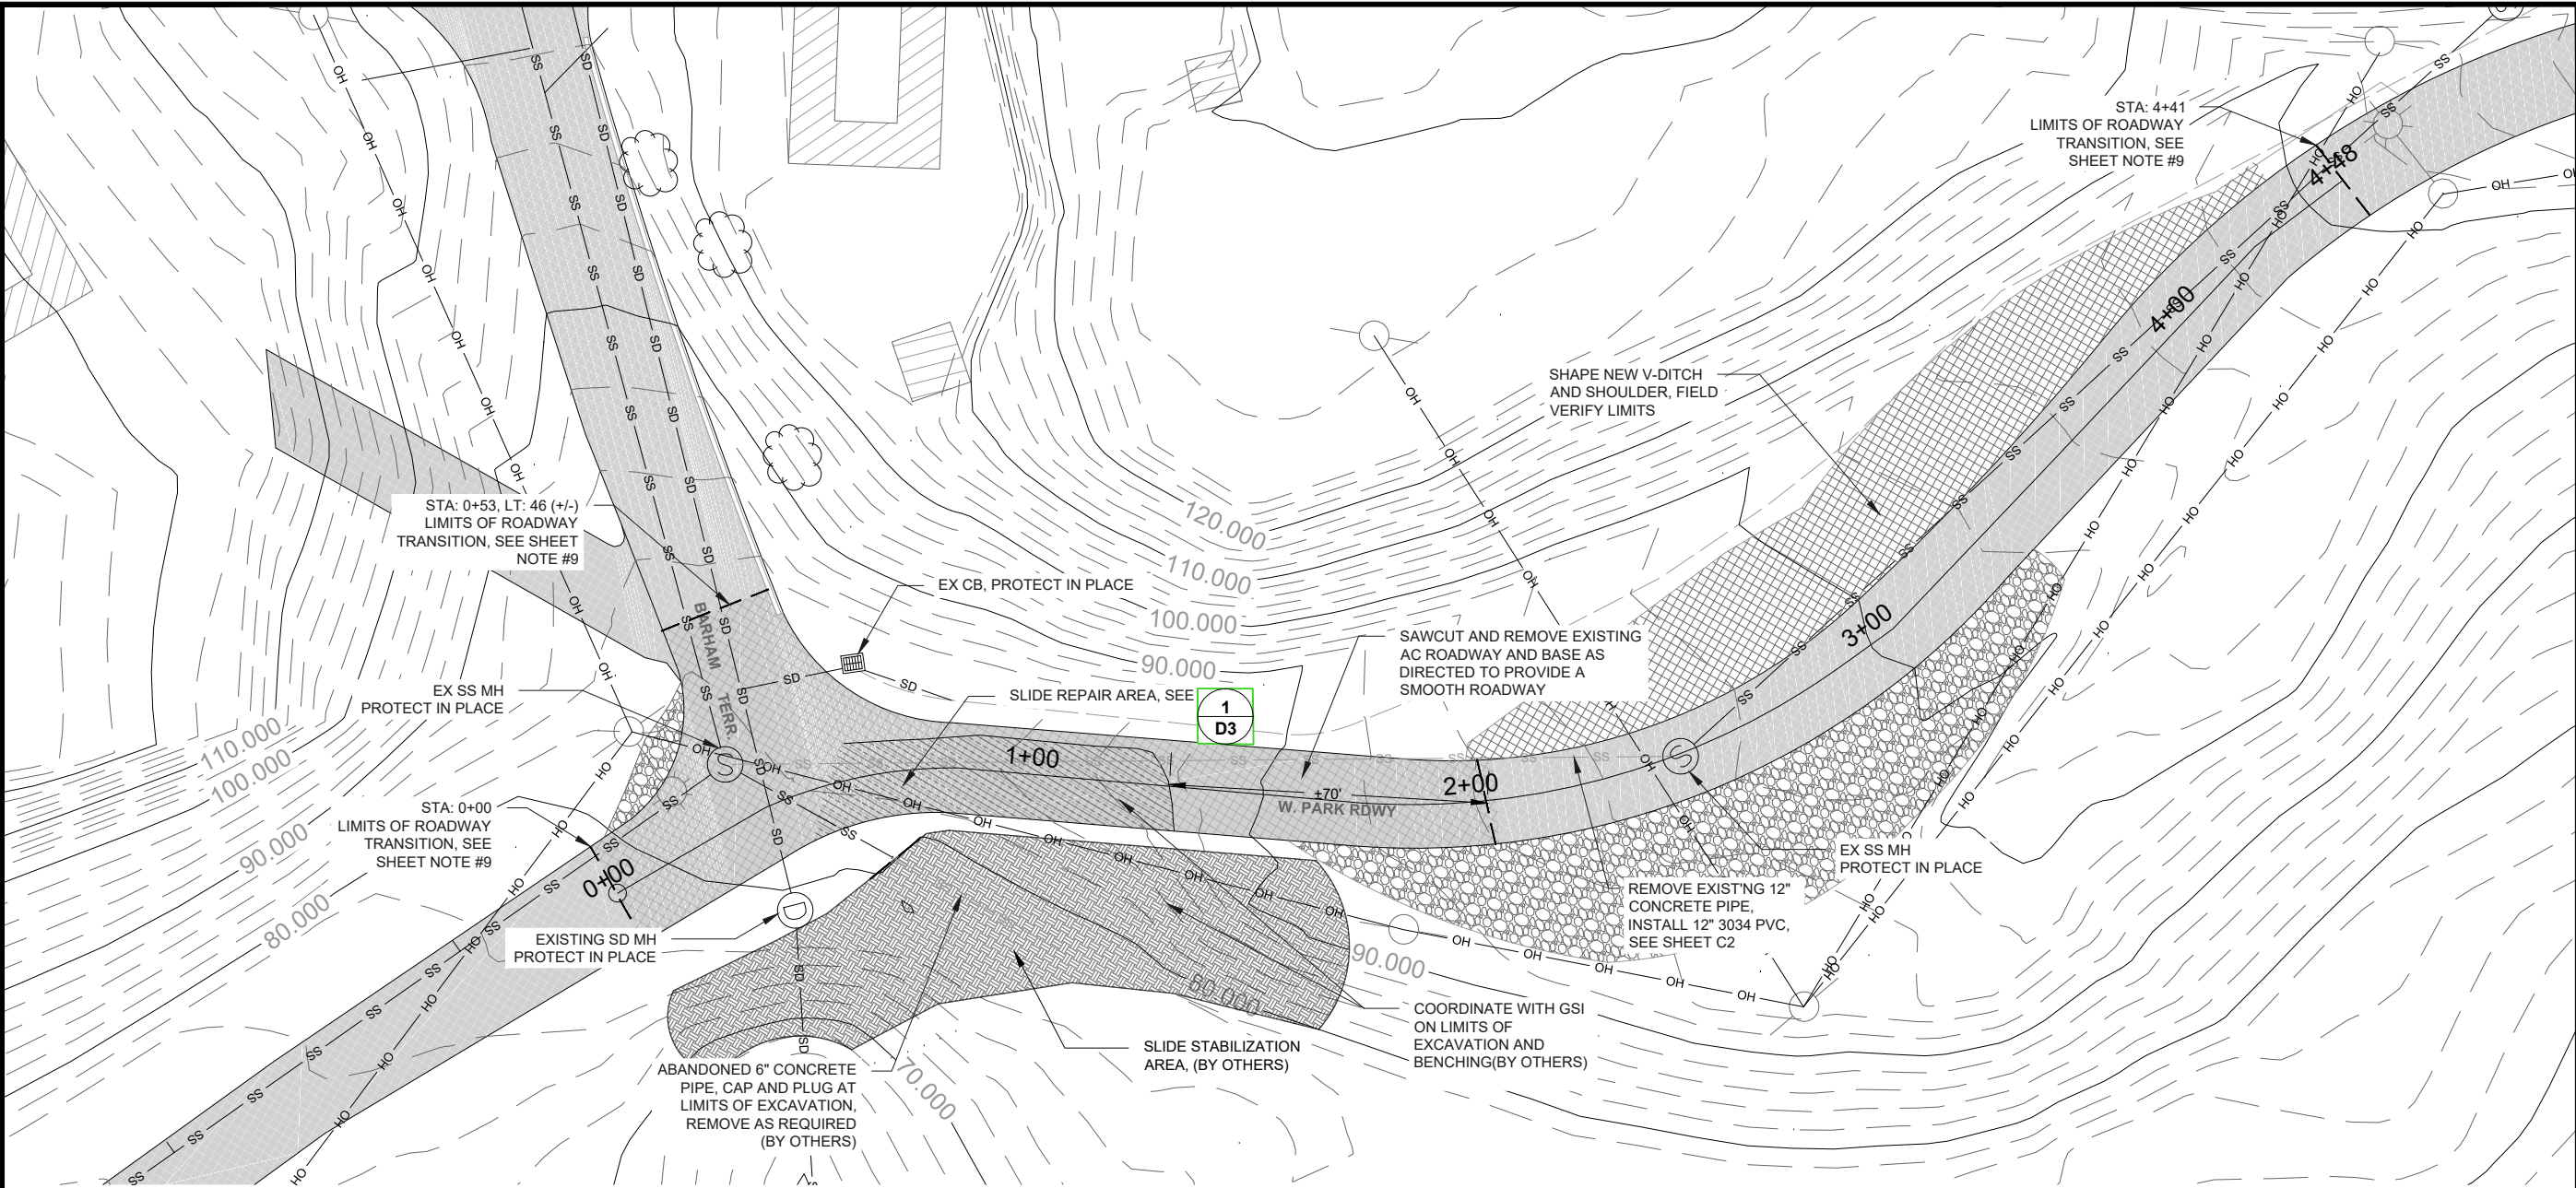 STA: 4+41
LIMITS OF ROADWAY
TRANSITION, SEE
SHEET NOTE #9
4+48
4+00
SHAPE NEW V-DITCH
AND SHOULDER, FIELD
VERIFY LIMITS
STA: 0+53, LT: 46 (+/-)
LIMITS OF ROADWAY
TRANSITION, SEE SHEET
NOTE #9
120.000
110.000
100.000
90.000
EX CB, PROTECT IN PLACE
BARHAM TERR.
3+00
SAWCUT AND REMOVE EXISTING
AC ROADWAY AND BASE AS
DIRECTED TO PROVIDE A
SMOOTH ROADWAY
EX SS MH
PROTECT IN PLACE
SLIDE REPAIR AREA, SEE
1
D3
110.000
100.000
90.000
80.000
1+00
2+00
±70'
W. PARK RDWY
STA: 0+00
LIMITS OF ROADWAY
TRANSITION, SEE
SHEET NOTE #9
0+00
EX SS MH
PROTECT IN PLACE
REMOVE EXIST'NG 12"
CONCRETE PIPE,
INSTALL 12" 3034 PVC,
SEE SHEET C2
EXISTING SD MH
PROTECT IN PLACE
D
S
S
90.000
80.000
70.000
COORDINATE WITH GSI
ON LIMITS OF
EXCAVATION AND
BENCHING(BY OTHERS)
SLIDE STABILIZATION
AREA, (BY OTHERS)
ABANDONED 6" CONCRETE
PIPE, CAP AND PLUG AT
LIMITS OF EXCAVATION,
REMOVE AS REQUIRED
(BY OTHERS)
SS
SD
OH